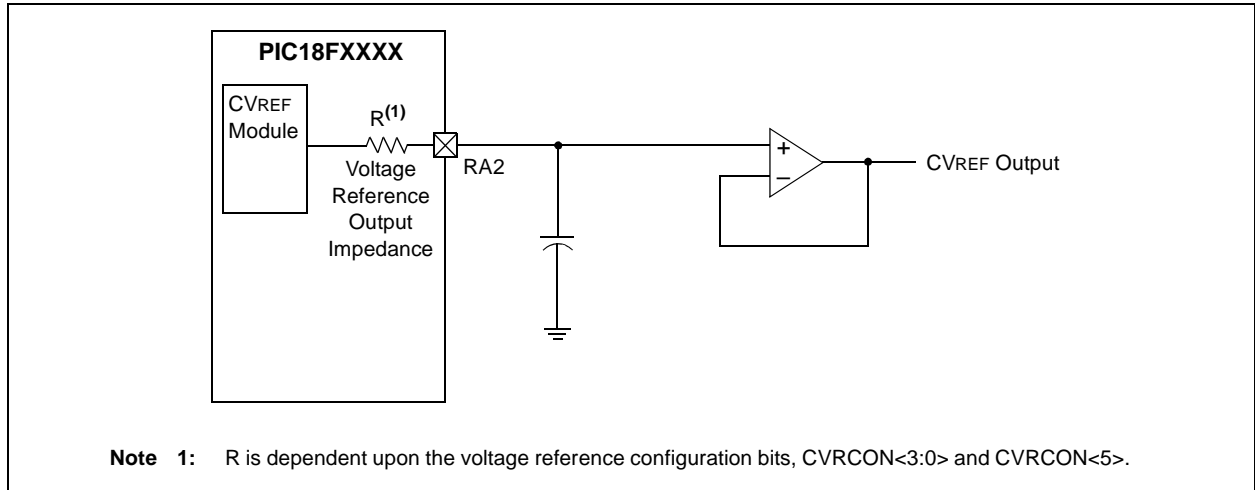 PIC18FXXXX
CVREF
Module
R(1)
Voltage
Reference
Output
Impedance
RA2
+
–
CVREF Output
Note 1: R is dependent upon the voltage reference configuration bits, CVRCON<3:0> and CVRCON<5>.